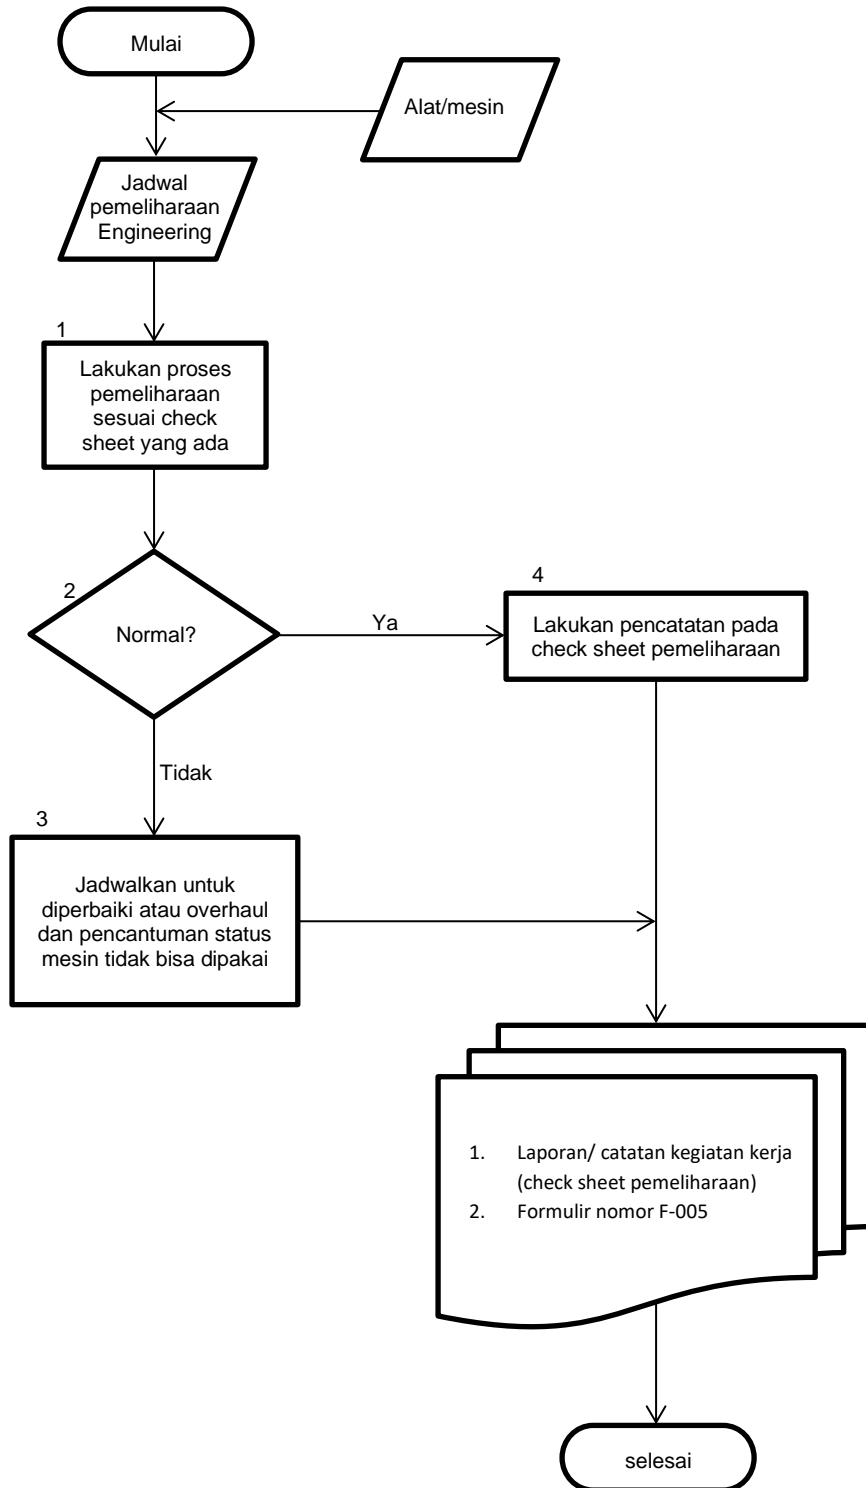 Mulai
Alat/mesin
Jadwal
pemeliharaan
Engineering
1
Lakukan proses
pemeliharaan
sesuai check
sheet yang ada
2
Normal?
Ya
4
Lakukan pencatatan pada
check sheet pemeliharaan
Tidak
3
Jadwalkan untuk
diperbaiki atau overhaul
dan pencantuman status
mesin tidak bisa dipakai
1. Laporan/ catatan kegiatan kerja
(check sheet pemeliharaan)
2. Formulir nomor F-005
selesai